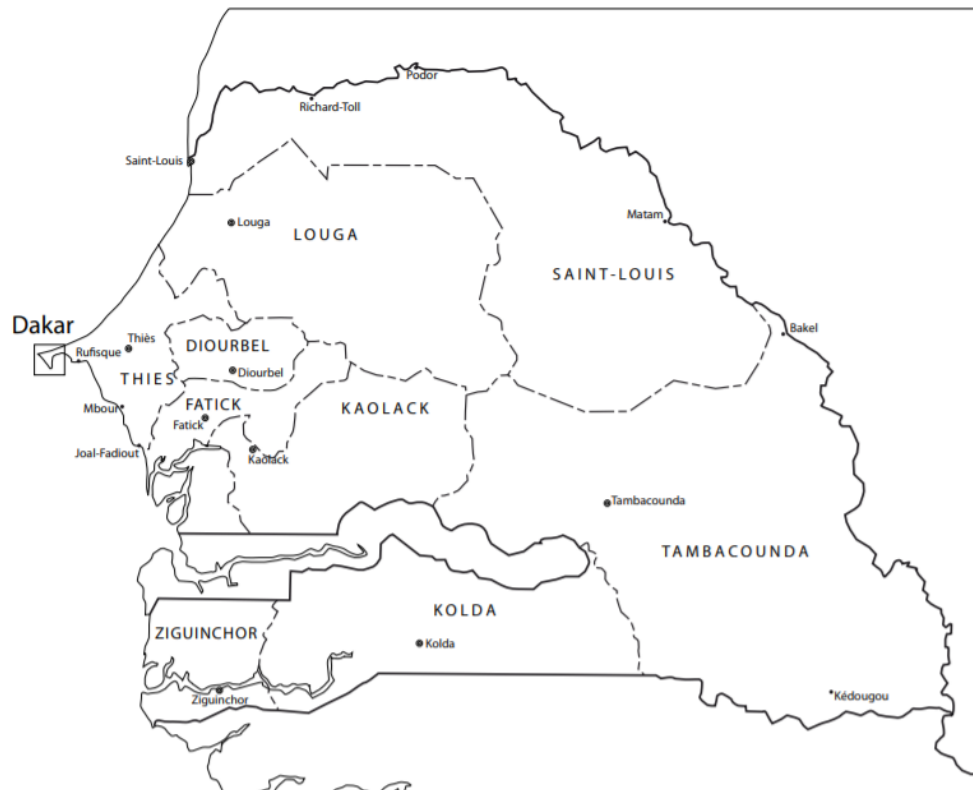 Podor
Richard-Toll
Saint-Louis
Matam
Louga
LOUGA
SAINT-LOUIS
Dakar
Bakel
Thiès
DIOURBEL
Rufisque
Diourbel
THIES
FATICK
KAOLACK
Mbour
Fatick
Joal-Fadiout
Kaolack
Tambacounda
TAMBACOUNDA
KOLDA
ZIGUINCHOR
Kolda
Ziguinchor
Kédougou